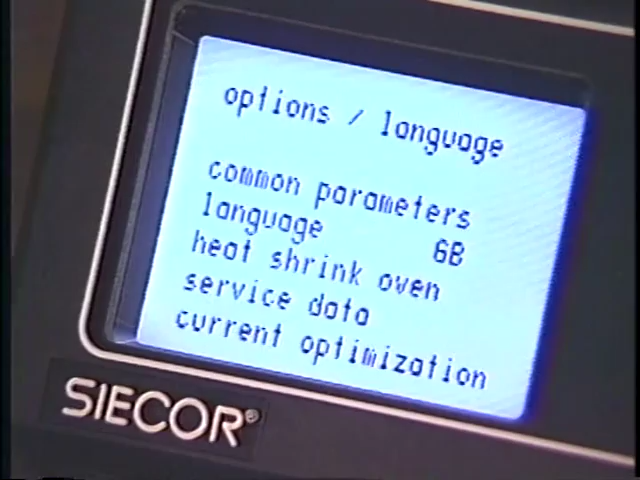 options / language
common parameters
language GB
heat shrink oven
service data
current optimization
SIECOR®